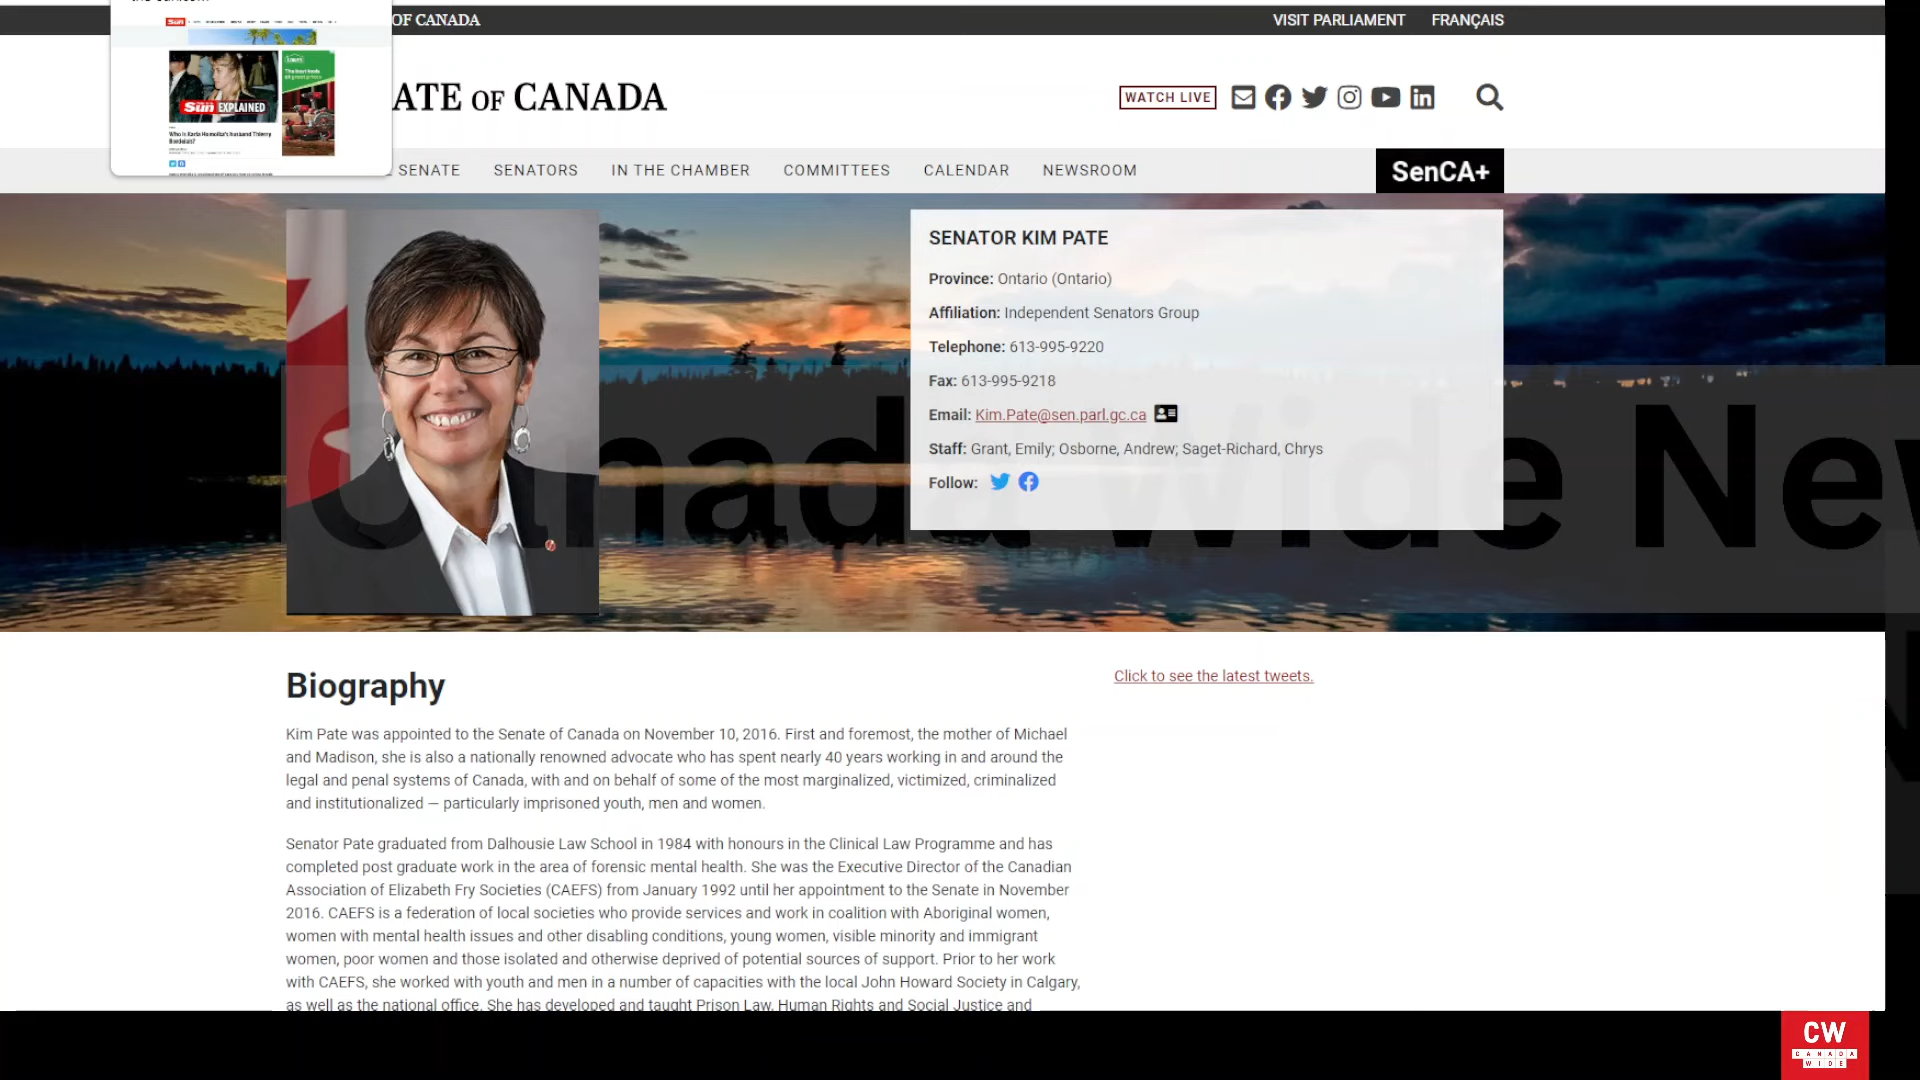 OF CANADA
VISIT PARLIAMENT
FRANÇAIS
ATE OF CANADA
WATCH LIVE
Sun EXPLAINED
Who is Karla Homolka's husband Thierry
Bordelais?
SENATE
SENATORS
IN THE CHAMBER
COMMITTEES
CALENDAR
NEWSROOM
SenCA+
SENATOR KIM PATE
Province: Ontario (Ontario)
Affiliation: Independent Senators Group
Telephone: 613-995-9220
Fax: 613-995-9218
Email: Kim.Pate@sen.parl.gc.ca
Staff: Grant, Emily; Osborne, Andrew; Saget-Richard, Chrys
Follow:
Canada Wide Ne
Biography
Click to see the latest tweets.
Kim Pate was appointed to the Senate of Canada on November 10, 2016. First and foremost, the mother of Michael
and Madison, she is also a nationally renowned advocate who has spent nearly 40 years working in and around the
legal and penal systems of Canada, with and on behalf of some of the most marginalized, victimized, criminalized
and institutionalized — particularly imprisoned youth, men and women.
Senator Pate graduated from Dalhousie Law School in 1984 with honours in the Clinical Law Programme and has
completed post graduate work in the area of forensic mental health. She was the Executive Director of the Canadian
Association of Elizabeth Fry Societies (CAEFS) from January 1992 until her appointment to the Senate in November
2016. CAEFS is a federation of local societies who provide services and work in coalition with Aboriginal women,
women with mental health issues and other disabling conditions, young women, visible minority and immigrant
women, poor women and those isolated and otherwise deprived of potential sources of support. Prior to her work
with CAEFS, she worked with youth and men in a number of capacities with the local John Howard Society in Calgary,
as well as the national office. She has developed and taught Prison Law, Human Rights and Social Justice and
CW
CANADA
WIDE